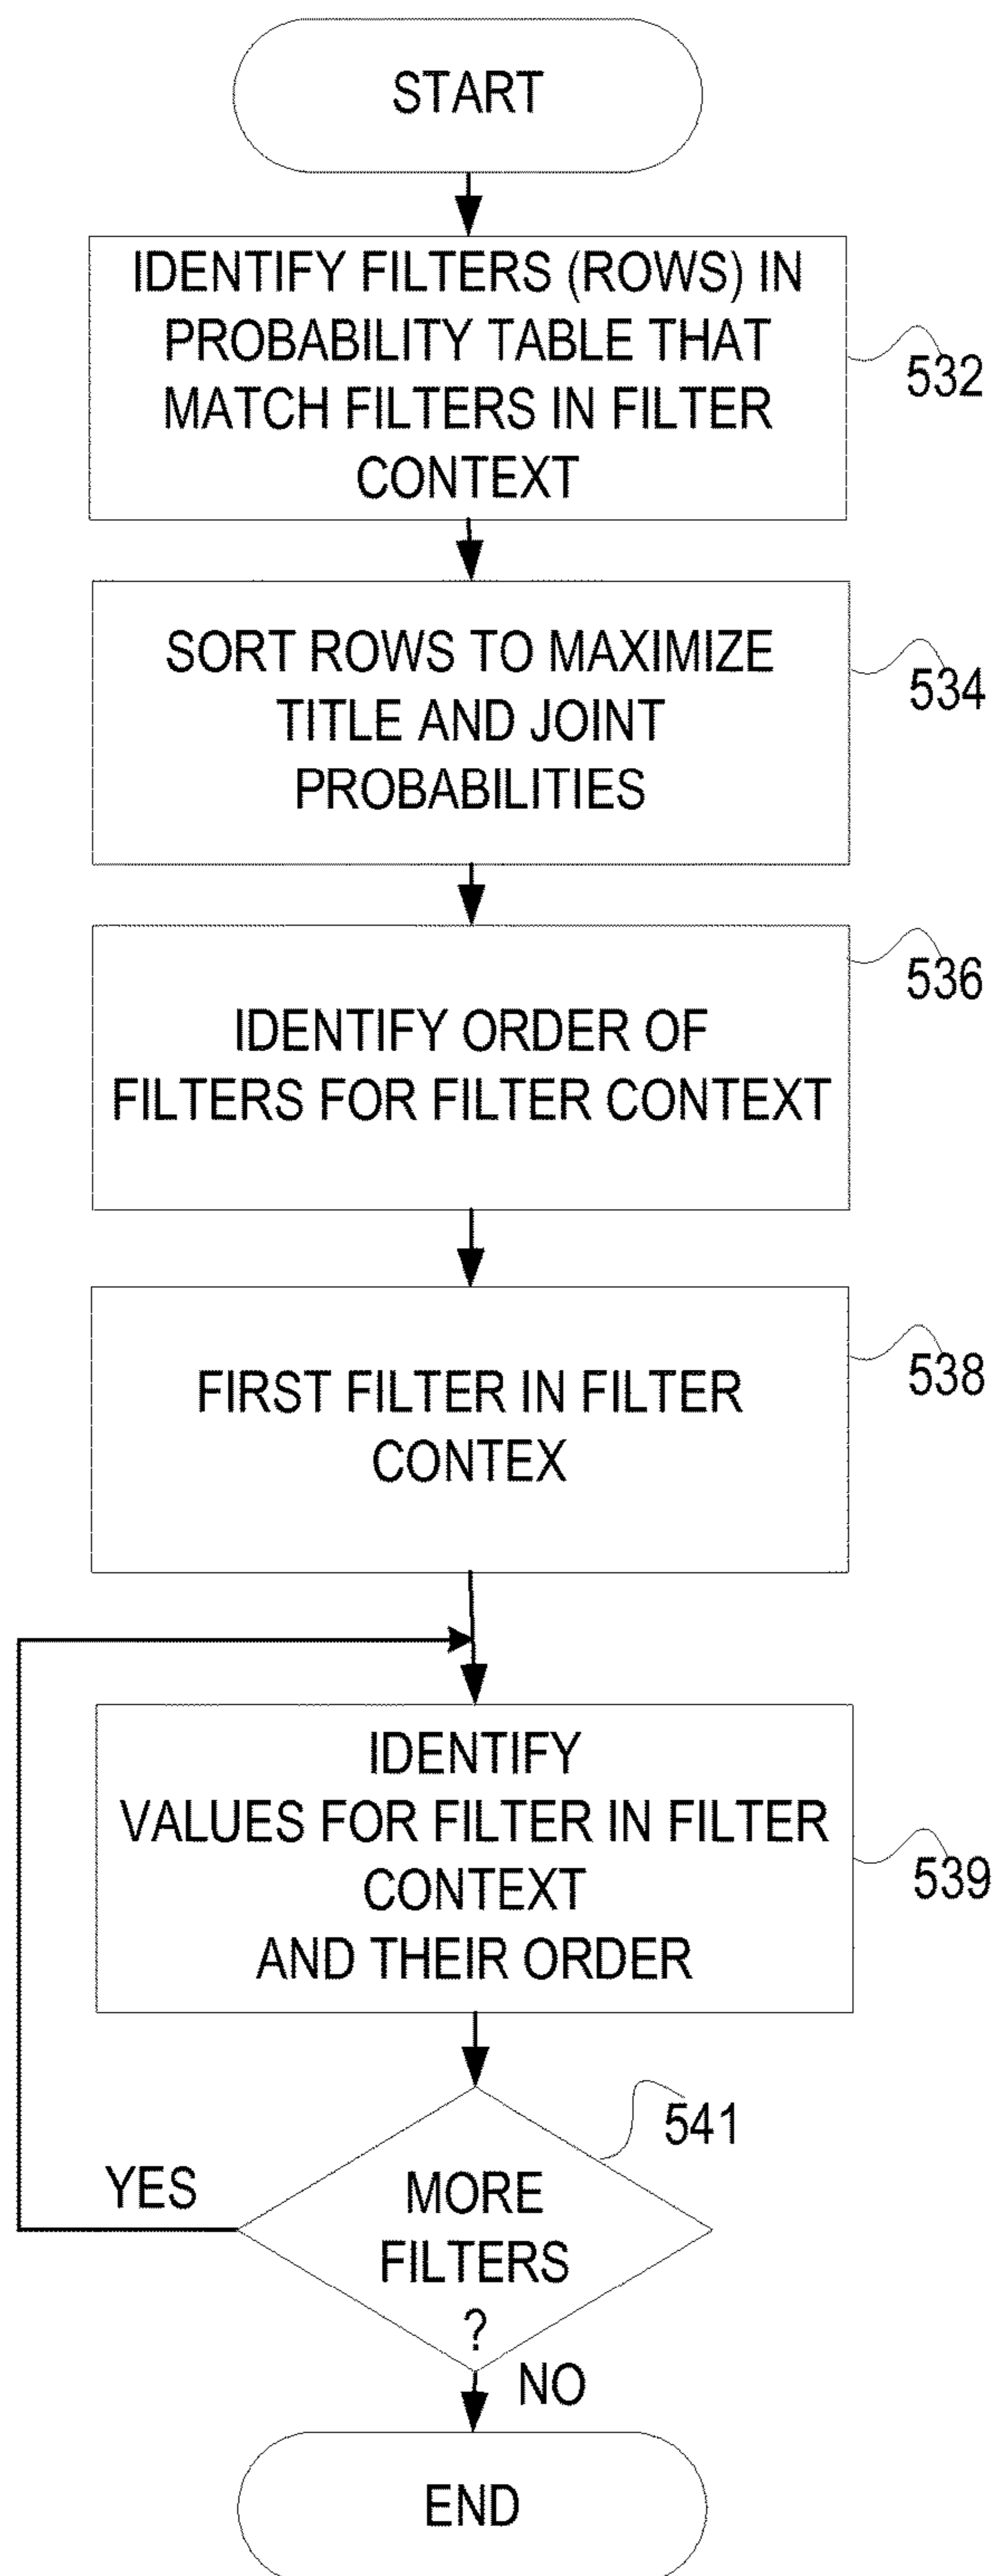 START
IDENTIFY FILTERS (ROWS) IN
PROBABILITY TABLE THAT
MATCH FILTERS IN FILTER
CONTEXT
532
SORT ROWS TO MAXIMIZE
TITLE AND JOINT
PROBABILITIES
534
IDENTIFY ORDER OF
FILTERS FOR FILTER CONTEXT
536
FIRST FILTER IN FILTER
CONTEX
538
IDENTIFY
VALUES FOR FILTER IN FILTER
CONTEXT
AND THEIR ORDER
539
541
YES
MORE
FILTERS
?
NO
END